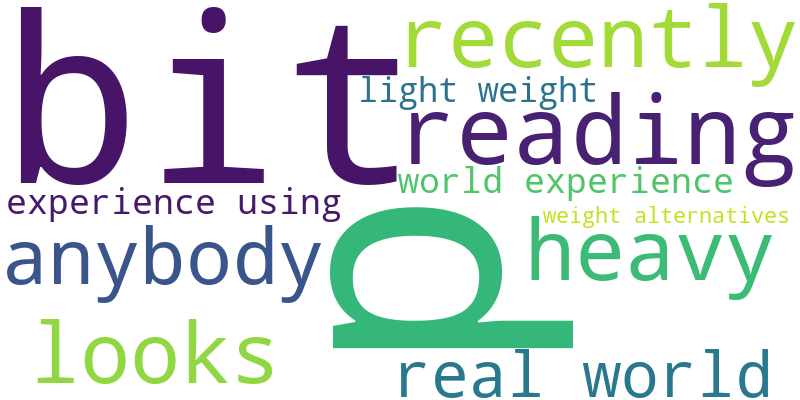 bit
recently
light weight
reading
world experience
experience using
weight alternatives
anybody
p
heavy
looks
real world